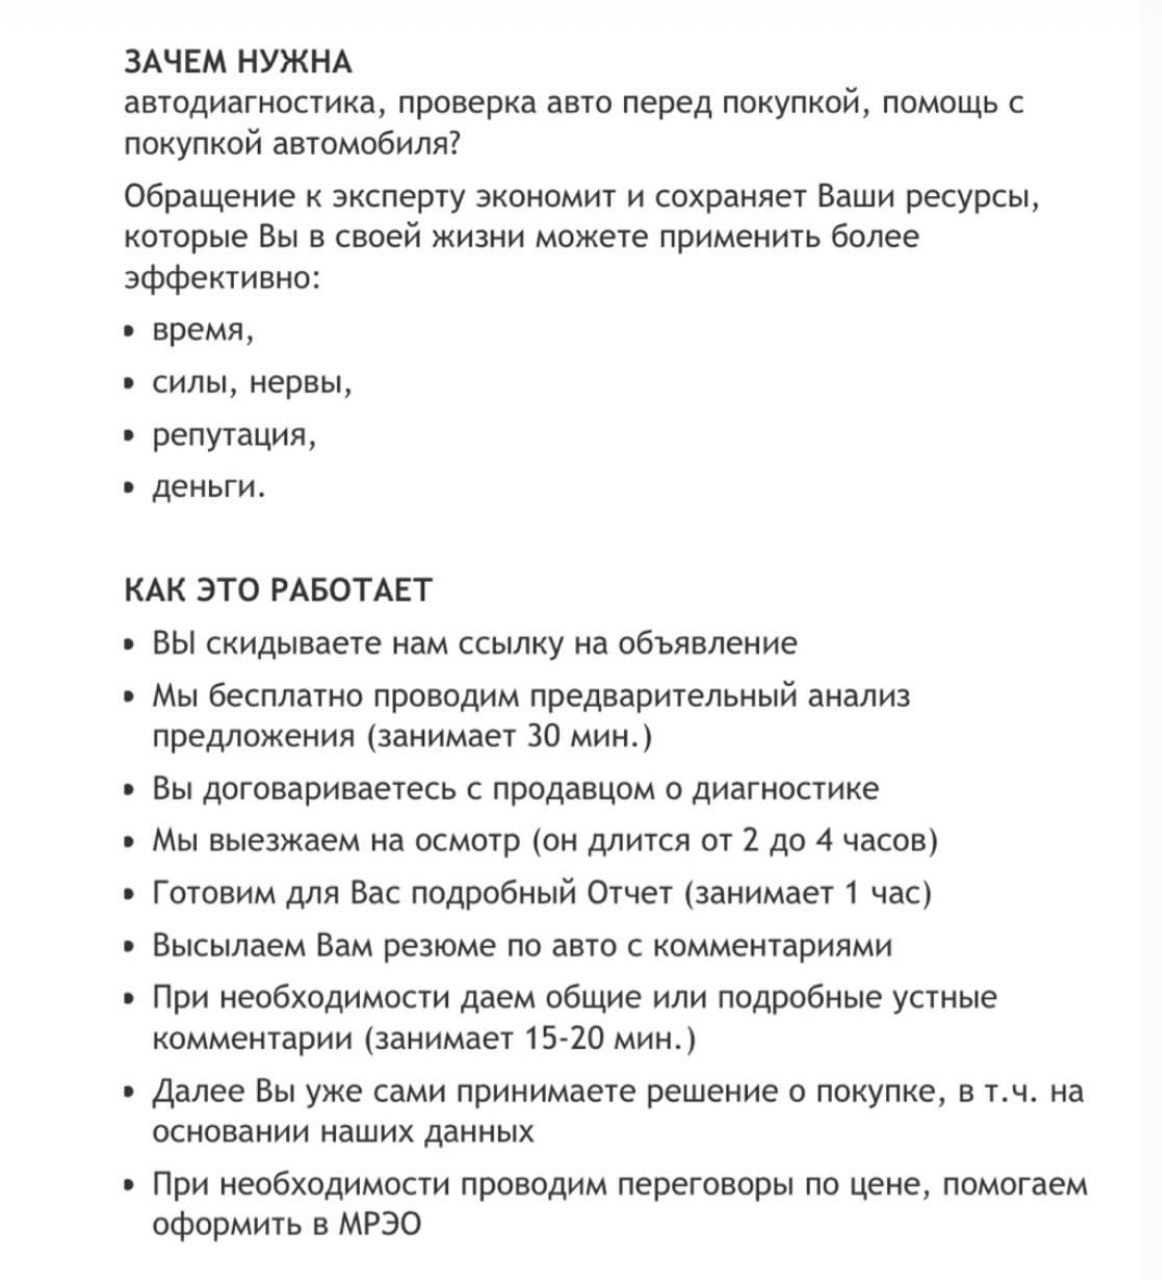 ЗАЧЕМ НУЖНА
автодиагностика, проверка авто перед покупкой, помощь с
покупкой автомобиля?
Обращение к эксперту экономит и сохраняет Ваши ресурсы,
которые Вы в своей жизни можете применить более
эффективно:
• время,
• силы, нервы,
• репутация,
• деньги.
КАК ЭТО РАБОТАЕТ
• ВЫ скидываете нам ссылку на объявление
• Мы бесплатно проводим предварительный анализ
предложения (занимает 30 мин.)
• Вы договариваетесь с продавцом о диагностике
• Мы выезжаем на осмотр (он длится от 2 до 4 часов)
• Готовим для Вас подробный Отчет (занимает 1 час)
• Высылаем Вам резюме по авто с комментариями
• При необходимости даем общие или подробные устные
комментарии (занимает 15-20 мин.)
• Далее Вы уже сами принимаете решение о покупке, в т.ч. на
основании наших данных
• При необходимости проводим переговоры по цене, помогаем
оформить в МРЭО